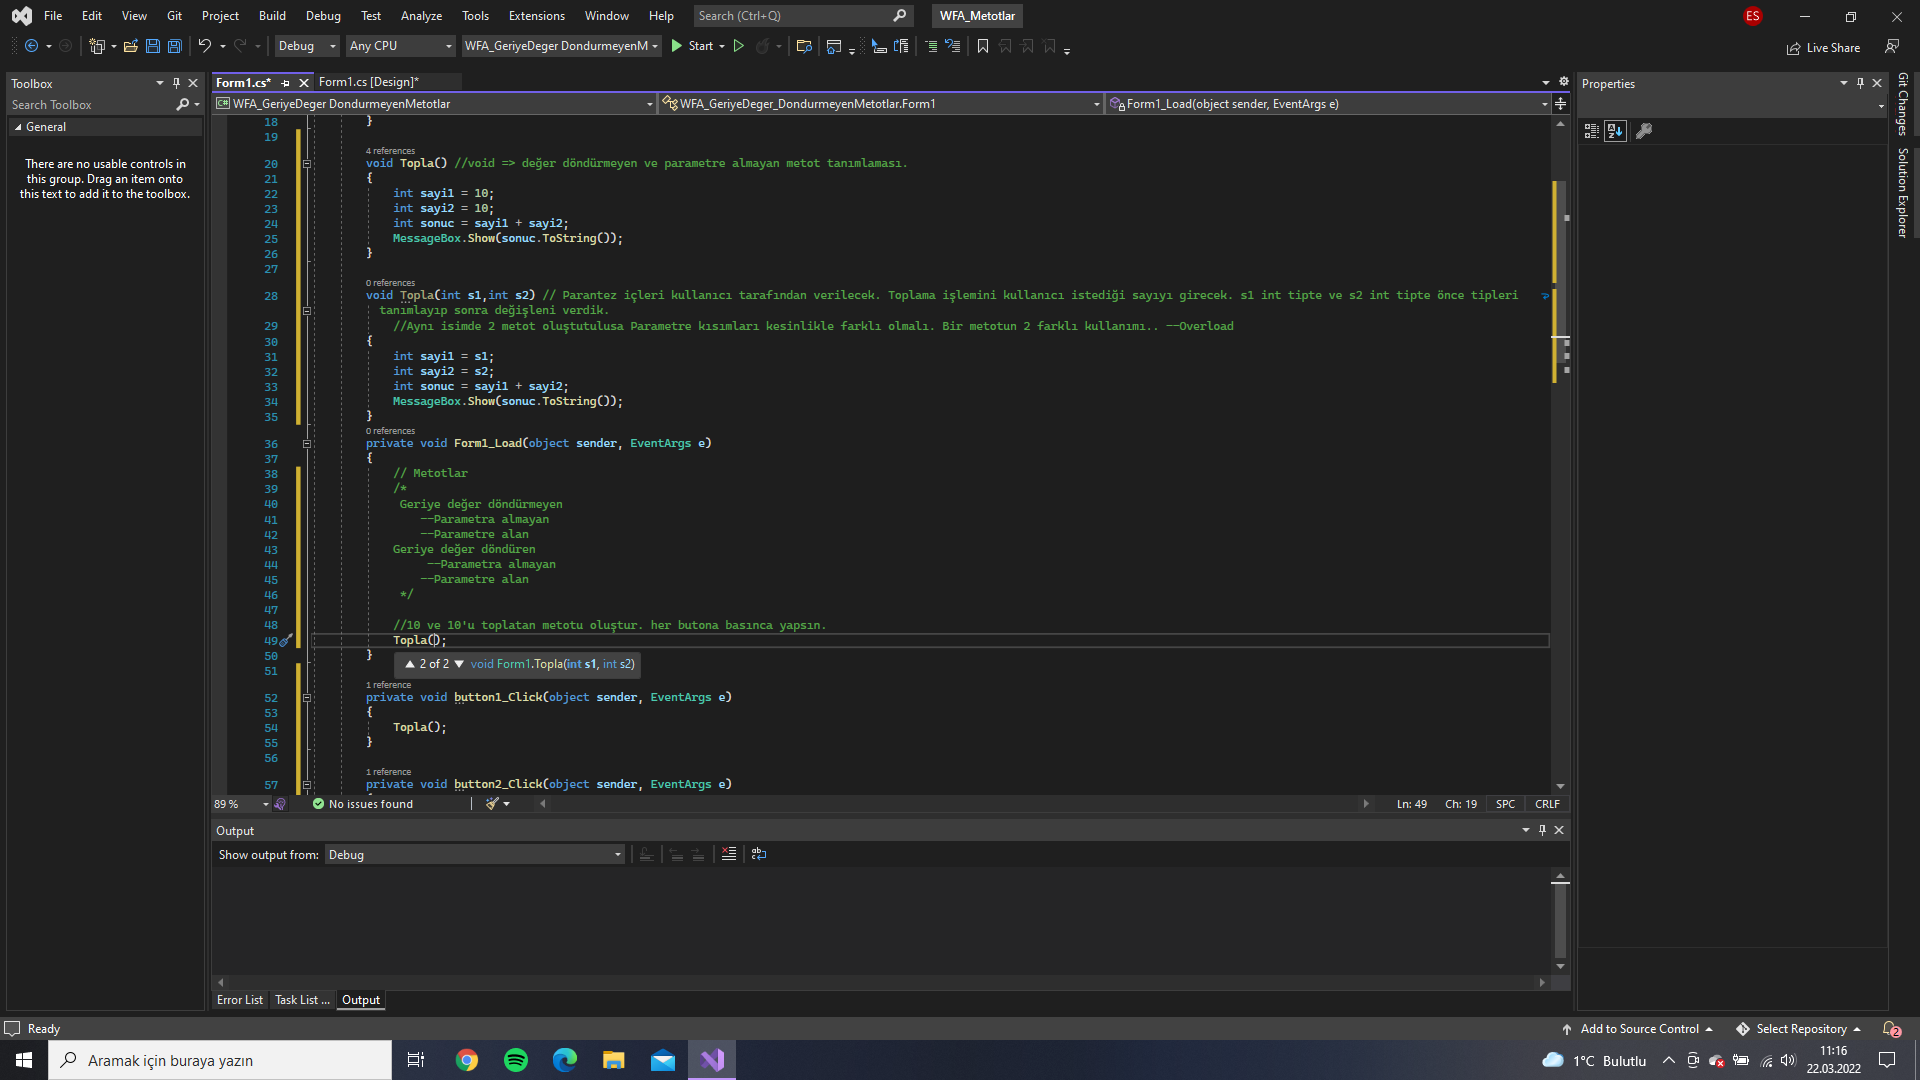 File Edit View Git Project Build Debug Test Analyze Tools Extensions Window Help Search (Ctrl+Q) WFA_Metotlar ES
Debug Any CPU WFA_GeriyeDeger DondurmeyenM Start Live Share
Toolbox
Search Toolbox
General
There are no usable controls in
this group. Drag an item onto
this text to add it to the toolbox.
Form1.cs* Form1.cs [Design]*
C# WFA_GeriyeDeger DondurmeyenMetotlar WFA_GeriyeDeger_DondurmeyenMetotlar.Form1 Form1_Load(object sender, EventArgs e)
18 }
19
4 references
20 void Topla() //void => değer döndürmeyen ve parametre almayan metot tanımlaması.
21 {
22 int sayi1 = 10;
23 int sayi2 = 10;
24 int sonuc = sayi1 + sayi2;
25 MessageBox.Show(sonuc.ToString());
26 }
27
0 references
28 void Topla(int s1,int s2) // Parantez içleri kullanıcı tarafından verilecek. Toplama işlemini kullanıcı istediği sayıyı girecek. s1 int tipte ve s2 int tipte önce tipleri
tanımlayıp sonra değişleni verdik.
29 //Aynı isimde 2 metot oluştutulusa Parametre kısımları kesinlikle farklı olmalı. Bir metotun 2 farklı kullanımı.. --Overload
30 {
31 int sayi1 = s1;
32 int sayi2 = s2;
33 int sonuc = sayi1 + sayi2;
34 MessageBox.Show(sonuc.ToString());
35 }
0 references
36 private void Form1_Load(object sender, EventArgs e)
37 {
38 // Metotlar
39 /*
40 Geriye değer döndürmeyen
41 --Parametra almayan
42 --Parametre alan
43 Geriye değer döndüren
44 --Parametra almayan
45 --Parametre alan
46 */
47
48 //10 ve 10'u toplatan metotu oluştur. her butona basınca yapsın.
49 Topla();
50 }
▲ 2 of 2 ▼ void Form1.Topla(int s1, int s2)
51
1 reference
52 private void button1_Click(object sender, EventArgs e)
53 {
54 Topla();
55 }
56
1 reference
57 private void button2_Click(object sender, EventArgs e)
89 % No issues found Ln: 49 Ch: 19 SPC CRLF
Output
Show output from: Debug
Error List Task List ... Output
Properties
Git Changes
Solution Explorer
Ready Add to Source Control Select Repository 2
Aramak için buraya yazın 1°C Bulutlu 11:16
22.03.2022